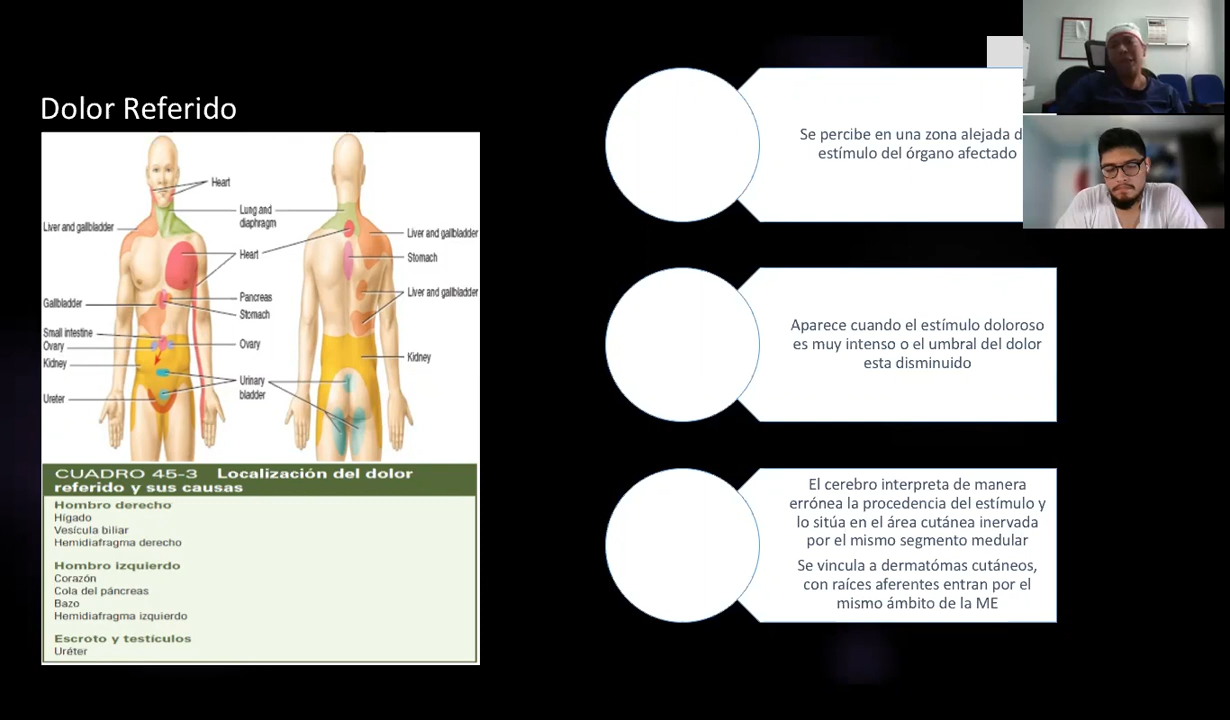 Dolor Referido
Heart
Lung and
diaphragm
Liver and gallbladder
Liver and gallbladder
Heart
Stomach
Gallbladder
Pancreas
Stomach
Liver and gallbladder
Small intestine
Ovary
Ovary
Kidney
Kidney
Urinary
bladder
Ureter
CUADRO 45-3 Localización del dolor
referido y sus causas
Hombro derecho
Hígado
Vesícula biliar
Hemidiafragma derecho
Hombro izquierdo
Corazón
Cola del páncreas
Bazo
Hemidiafragma izquierdo
Escroto y testículos
Uréter
Se percibe en una zona alejada d
estímulo del órgano afectado
Aparece cuando el estímulo doloroso
es muy intenso o el umbral del dolor
esta disminuido
El cerebro interpreta de manera
errónea la procedencia del estímulo y
lo sitúa en el área cutánea inervada
por el mismo segmento medular
Se vincula a dermatómas cutáneos,
con raíces aferentes entran por el
mismo ámbito de la ME